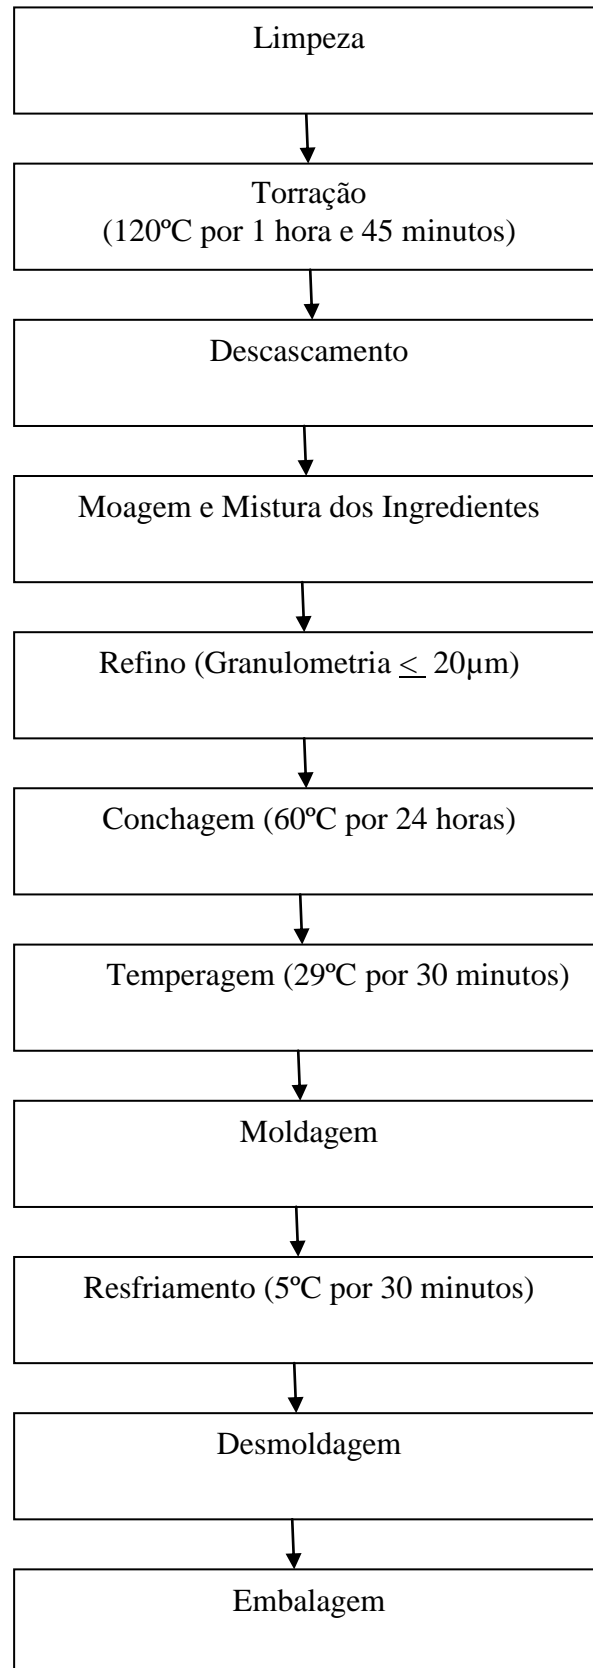 Limpeza
Torração
(120ºC por 1 hora e 45 minutos)
Descascamento
Moagem e Mistura dos Ingredientes
Refino (Granulometria < 20µm)
Conchagem (60ºC por 24 horas)
Temperagem (29ºC por 30 minutos)
Moldagem
Resfriamento (5ºC por 30 minutos)
Desmoldagem
Embalagem